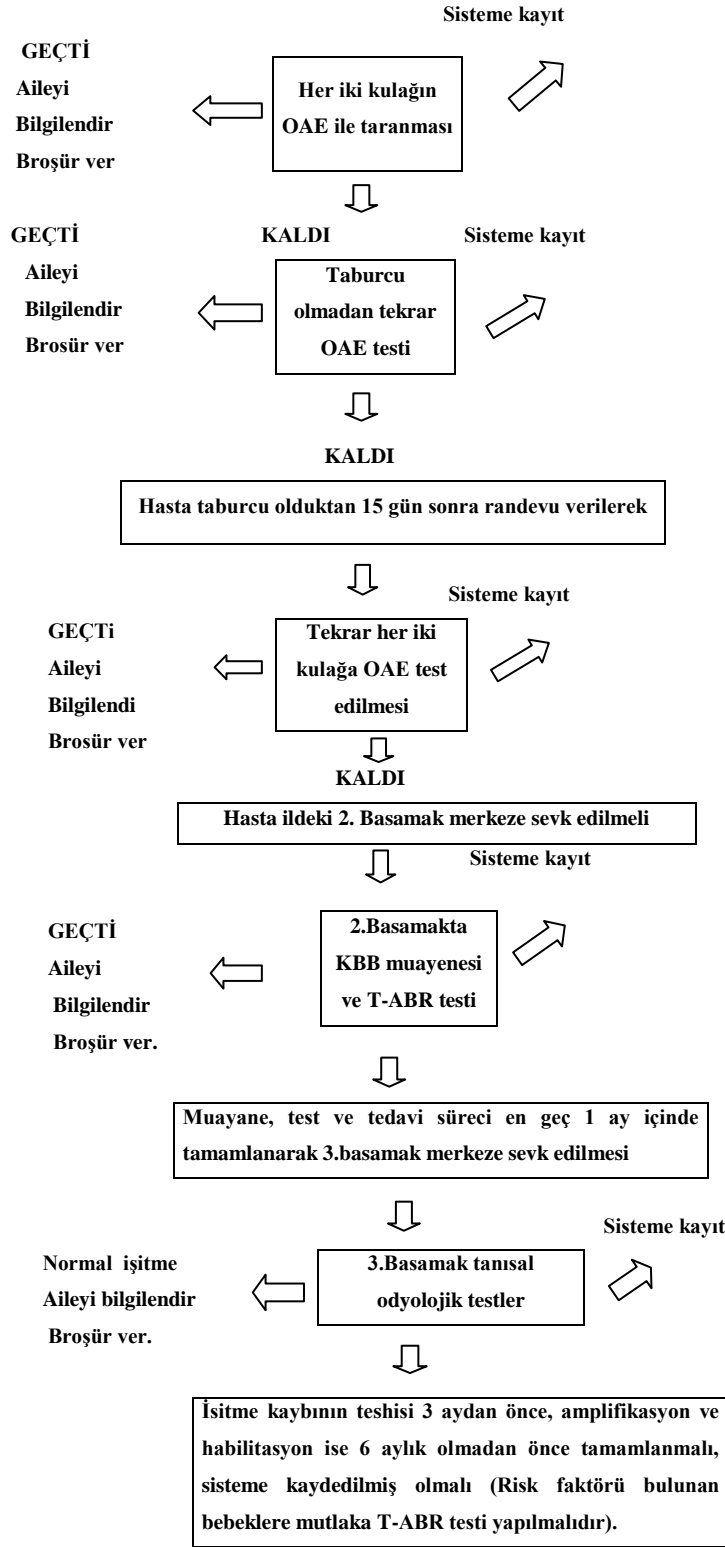 Sisteme kayıt
GEÇTİ
Aileyi
Bilgilendir
Broşür ver
Her iki kulağın
OAE ile taranması
GEÇTİ
KALDI
Sisteme kayıt
Aileyi
Bilgilendir
Brosür ver
Taburcu
olmadan tekrar
OAE testi
KALDI
Hasta taburcu olduktan 15 gün sonra randevu verilerek
Sisteme kayıt
GEÇTi
Aileyi
Bilgilendi
Brosür ver
Tekrar her iki
kulağa OAE test
edilmesi
KALDI
Hasta ildeki 2. Basamak merkeze sevk edilmeli
Sisteme kayıt
GEÇTİ
Aileyi
Bilgilendir
Broşür ver.
2.Basamakta
KBB muayenesi
ve T-ABR testi
Muayane, test ve tedavi süreci en geç 1 ay içinde
tamamlanarak 3.basamak merkeze sevk edilmesi
Sisteme kayıt
Normal işitme
Aileyi bilgilendir
Broşür ver.
3.Basamak tanısal
odyolojik testler
İsitme kaybının teshisi 3 aydan önce, amplifikasyon ve
habilitasyon ise 6 aylık olmadan önce tamamlanmalı,
sisteme kaydedilmiş olmalı (Risk faktörü bulunan
bebeklere mutlaka T-ABR testi yapılmalıdır).